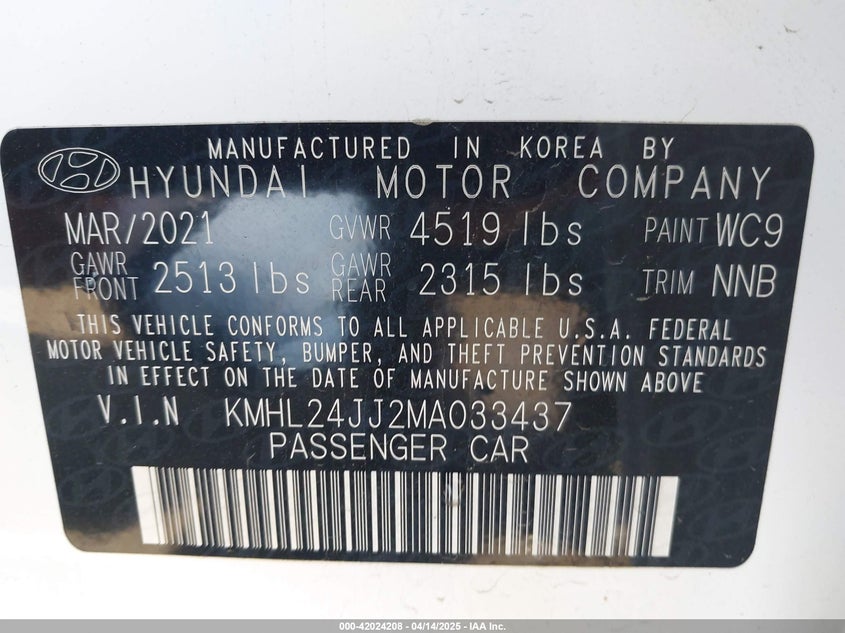 MANUFACTURED IN KOREA BY
HYUNDAI MOTOR COMPANY
MAR/2021 GVWR 4519 lbs PAINT WC9
GAWR FRONT 2513 lbs GAWR REAR 2315 lbs TRIM NNB
THIS VEHICLE CONFORMS TO ALL APPLICABLE U.S.A. FEDERAL
MOTOR VEHICLE SAFETY, BUMPER, AND THEFT PREVENTION STANDARDS
IN EFFECT ON THE DATE OF MANUFACTURE SHOWN ABOVE
V.I.N KMHL24JJ2MA033437
PASSENGER CAR
000-42024208 - 04/14/2025 - IAA Inc.